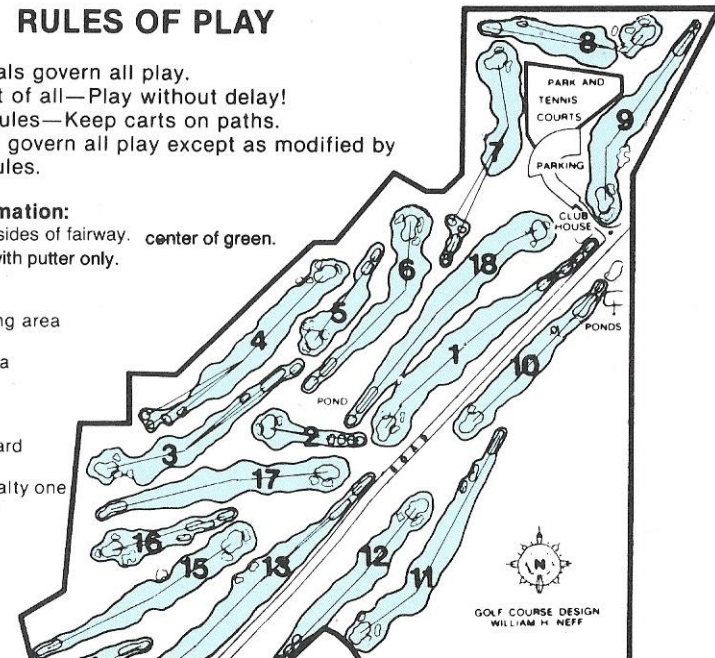 RULES OF PLAY
als govern all play.
t of all—Play without delay!
ules—Keep carts on paths.
govern all play except as modified by
ules.
mation:
sides of fairway. center of green.
with putter only.
ng area
a
ard
alty one
8
PARK AND
TENNIS
COURTS
9
7
PARKING
CLUB
HOUSE
18
6
5
4
1
PONDS
10
POND
2
3
ROAD
17
16
15
13
12
11
N
GOLF COURSE DESIGN
WILLIAM H. NEFF